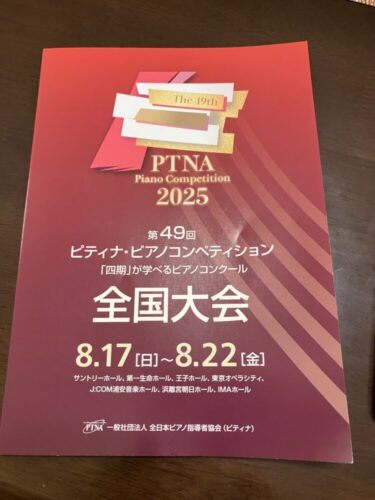 The 49th
PTNA
Piano Competition
2025
第49回
ピティナ・ピアノコンペティション
「四期」が学べるピアノコンクール
全国大会
8.17[日]~8.22[金]
サントリーホール、第一生命ホール、王子ホール、東京オペラシティ、
J:COM浦安音楽ホール、浜離宮朝日ホール、IMAホール
PTNA 一般社団法人 全日本ピアノ指導者協会(ピティナ)